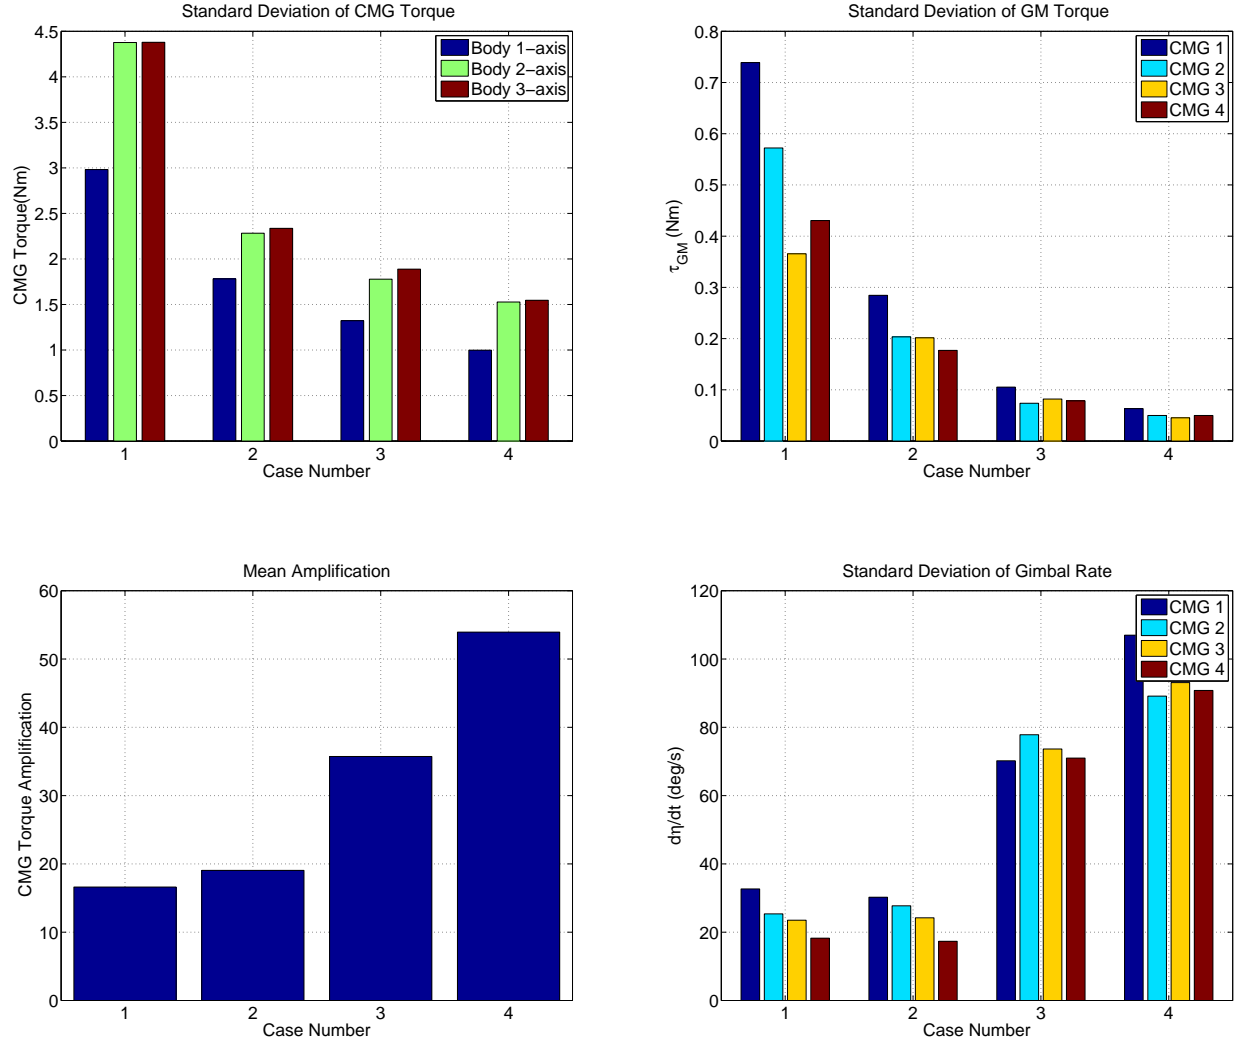 Standard Deviation of CMG Torque
4.5
4
3.5
3
2.5
2
1.5
1
0.5
0
CMG Torque(Nm)
Body 1−axis
Body 2−axis
Body 3−axis
1 2 3 4
Case Number
Standard Deviation of GM Torque
0.8
0.7
0.6
0.5
0.4
0.3
0.2
0.1
0
τGM (Nm)
CMG 1
CMG 2
CMG 3
CMG 4
1 2 3 4
Case Number
Mean Amplification
60
50
40
30
20
10
0
CMG Torque Amplification
1 2 3 4
Case Number
Standard Deviation of Gimbal Rate
120
100
80
60
40
20
0
dη/dt (deg/s)
CMG 1
CMG 2
CMG 3
CMG 4
1 2 3 4
Case Number